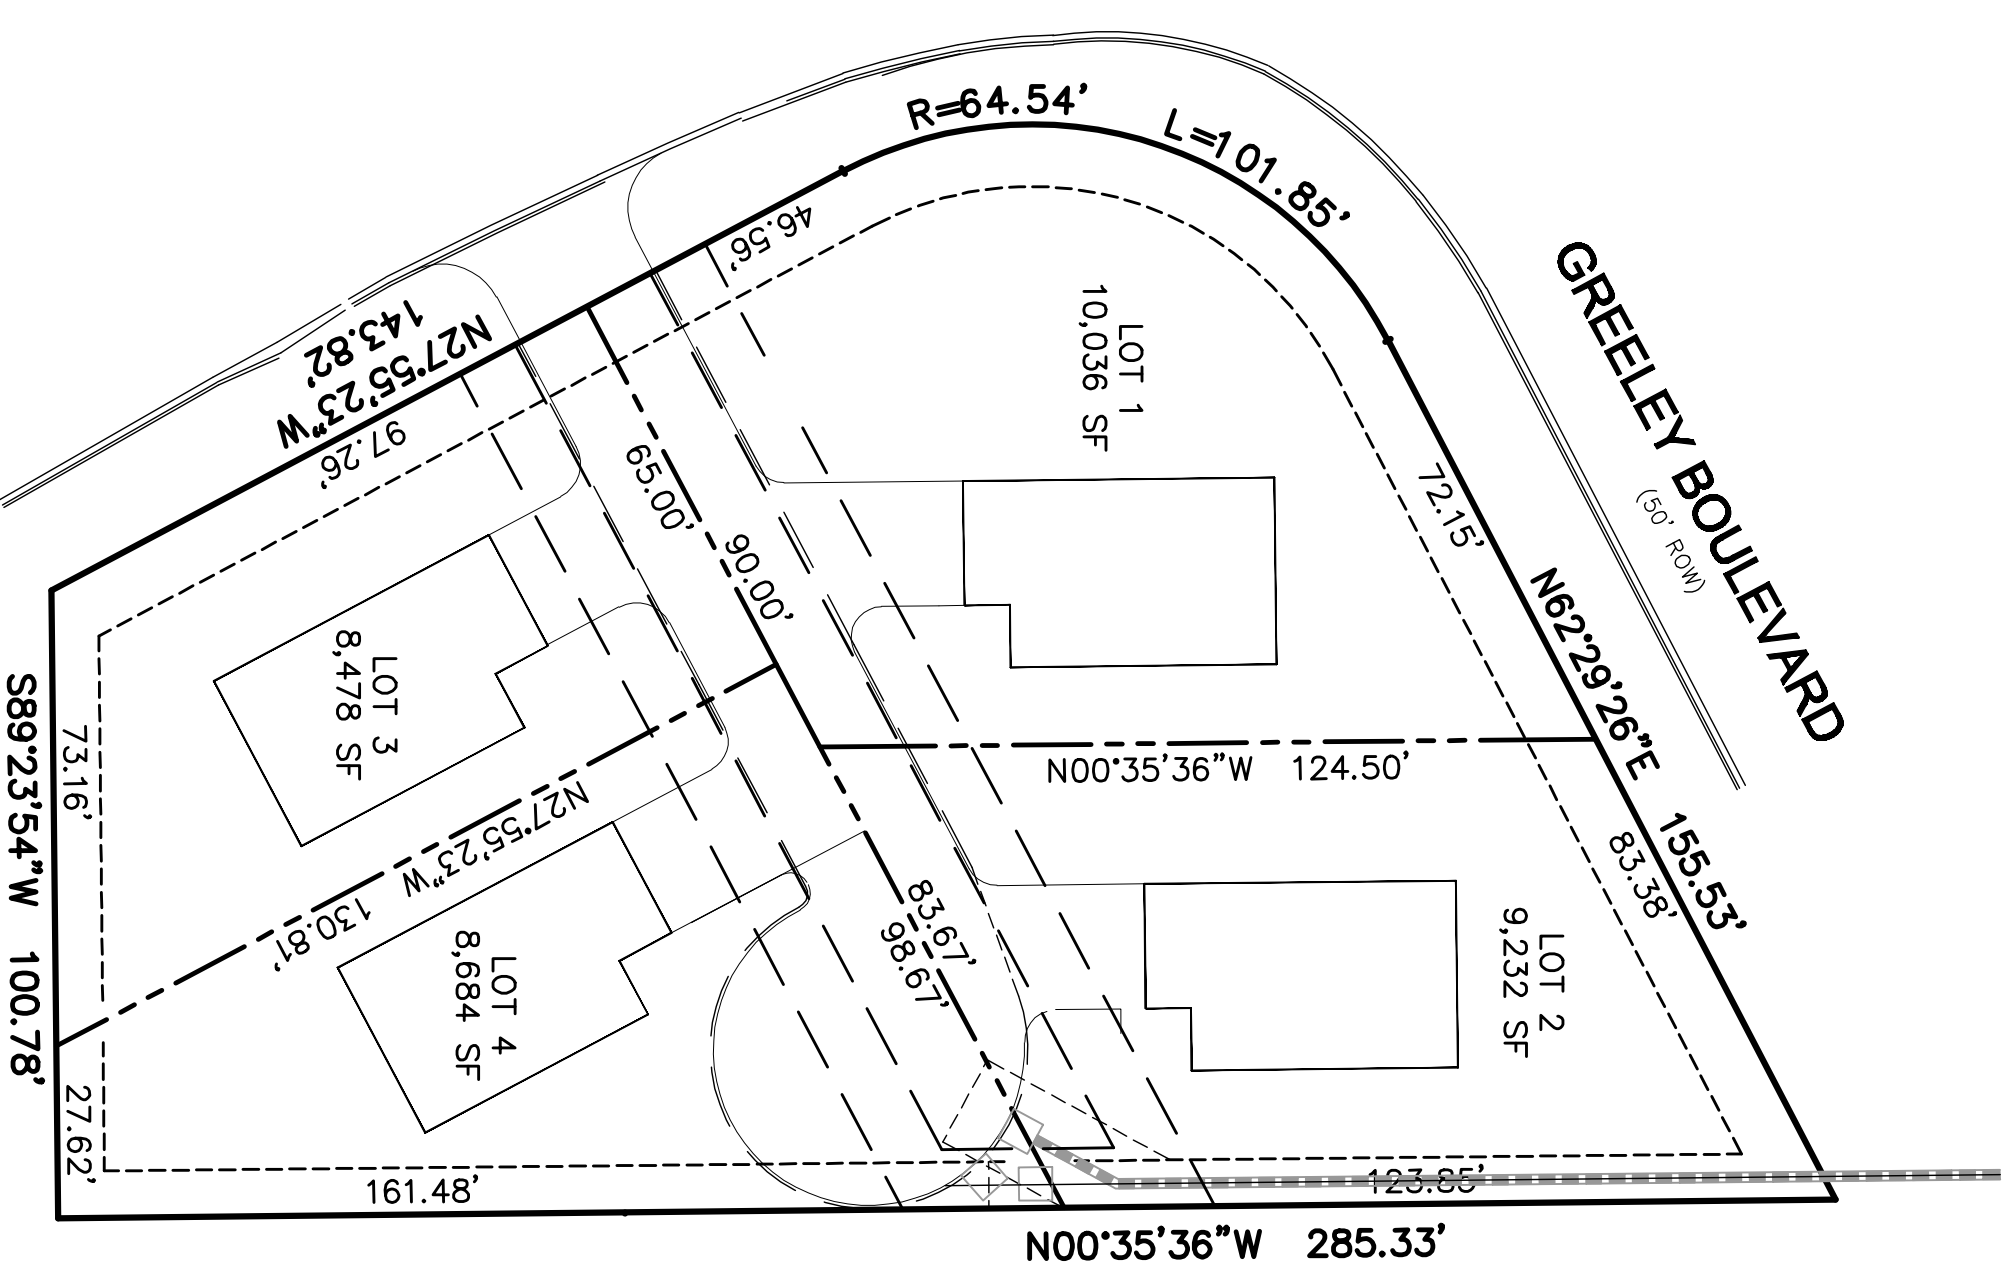 R=64.54'
L=101.85'
GREELEY BOULEVARD
(50' ROW)
46.56'
N27°55'23"W
143.82'
97.26'
LOT 1
10,036 SF
65.00'
90.00'
72.15'
N62°29'26"E 155.53'
83.38'
LOT 3
8,478 SF
S89°23'54"W 100.78'
73.16'
27.62'
N00°35'36"W 124.50'
N27°55'23"W
130.81'
83.67'
98.67'
LOT 4
8,684 SF
LOT 2
9,232 SF
161.48'
123.85'
N00°35'36"W 285.33'